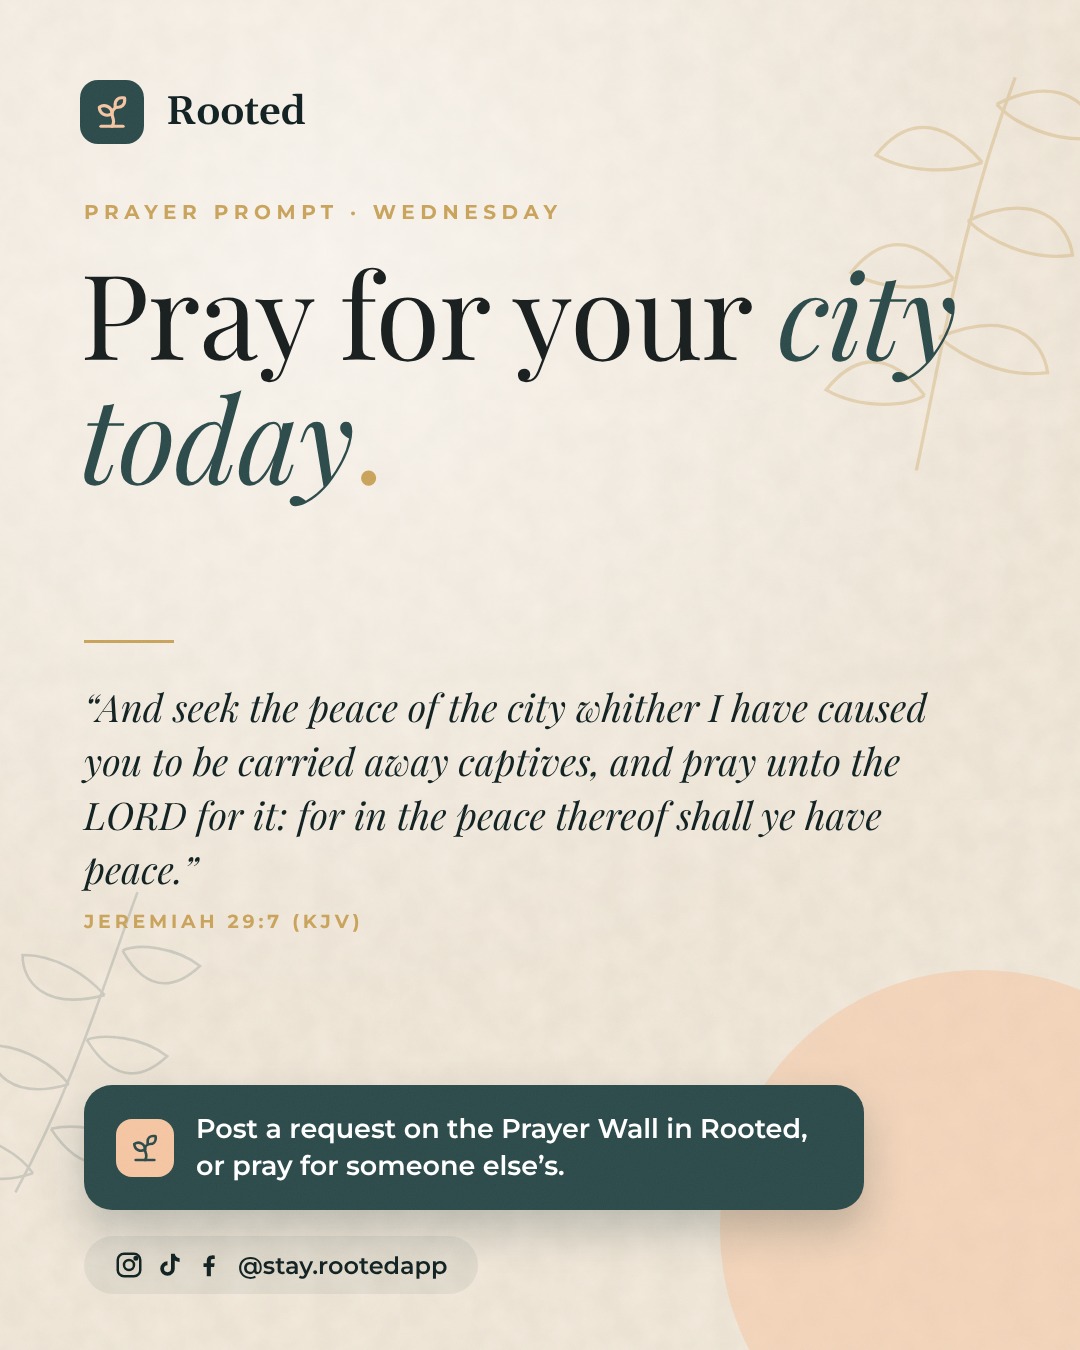 Rooted
PRAYER PROMPT · WEDNESDAY
Pray for your city
today.
“And seek the peace of the city whither I have caused
you to be carried away captives, and pray unto the
LORD for it: for in the peace thereof shall ye have
peace.”
JEREMIAH 29:7 (KJV)
Post a request on the Prayer Wall in Rooted,
or pray for someone else’s.
@stay.rootedapp